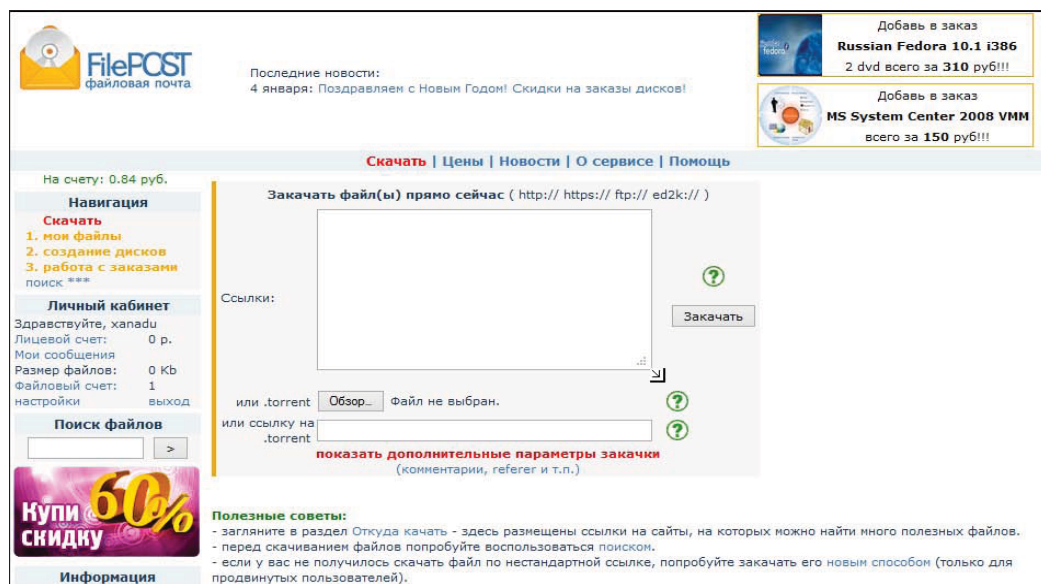 FilePOST
файловая почта
Последние новости:
4 января: Поздравляем с Новым Годом! Скидки на заказы дисков!
Russian
fedora
Добавь в заказ
Russian Fedora 10.1 i386
2 dvd всего за 310 руб!!!
Добавь в заказ
MS System Center 2008 VMM
всего за 150 руб!!!
Скачать | Цены | Новости | О сервисе | Помощь
На счету: 0.84 руб.
Навигация
Скачать
1. мои файлы
2. создание дисков
3. работа с заказами
поиск ***
Личный кабинет
Здравствуйте, xanadu
Лицевой счет: 0 р.
Мои сообщения
Размер файлов: 0 Kb
Файловый счет: 1
настройки выход
Поиск файлов
>
Купи 60%
скидку
Информация
Закачать файл(ы) прямо сейчас ( http:// https:// ftp:// ed2k:// )
Ссылки:
?
Закачать
или .torrent Обзор... Файл не выбран. ?
или ссылку на
.torrent ?
показать дополнительные параметры закачки
(комментарии, referer и т.п.)
Полезные советы:
- загляните в раздел Откуда качать - здесь размещены ссылки на сайты, на которых можно найти много полезных файлов.
- перед скачиванием файлов попробуйте воспользоваться поиском.
- если у вас не получилось скачать файл по нестандартной ссылке, попробуйте закачать его новым способом (только для
продвинутых пользователей).